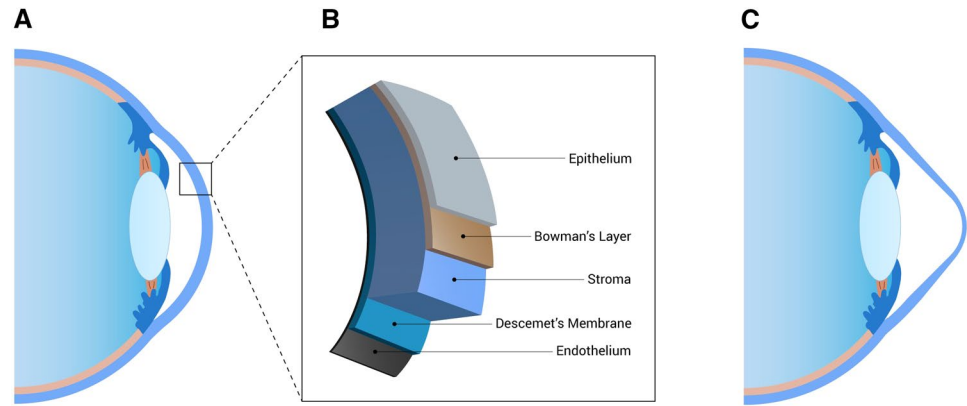 A
B
C
Epithelium
Bowman's Layer
Stroma
Descemet's Membrane
Endothelium